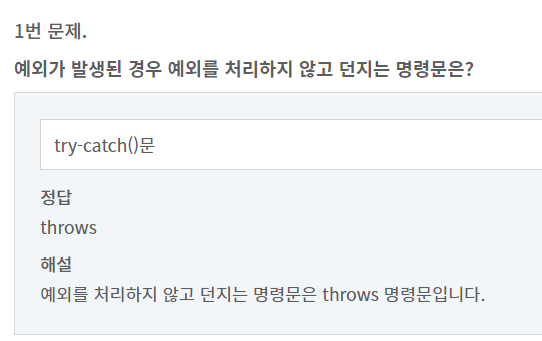 1번 문제.
예외가 발생된 경우 예외를 처리하지 않고 던지는 명령문은?
try-catch()문
정답
throws
해설
예외를 처리하지 않고 던지는 명령문은 throws 명령문입니다.